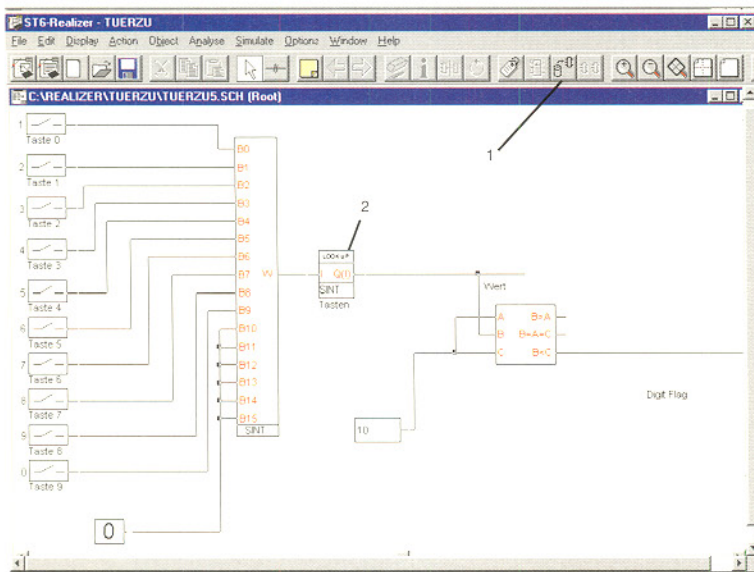 ST6-Realizer - TUERZU
File Edit Display Action Object Analyse Simulate Options Window Help
C:\REALIZER\TUERZU\TUERZU5.SCH (Root)
1
1 Taste 0
2 Taste 1
3 Taste 2
4 Taste 3
5 Taste 4
6 Taste 5
7 Taste 6
8 Taste 7
9 Taste 8
0 Taste 9
B0
B1
B2
B3
B4
B5
B6
B7
B8
B9
B10
B11
B12
B13
B14
B15
W
SINT
2
LOOKUP
I Q(I)
SINT
Tasten
Wert
A B=A
B B=A=C
C B<C
10
Digit Flag
0